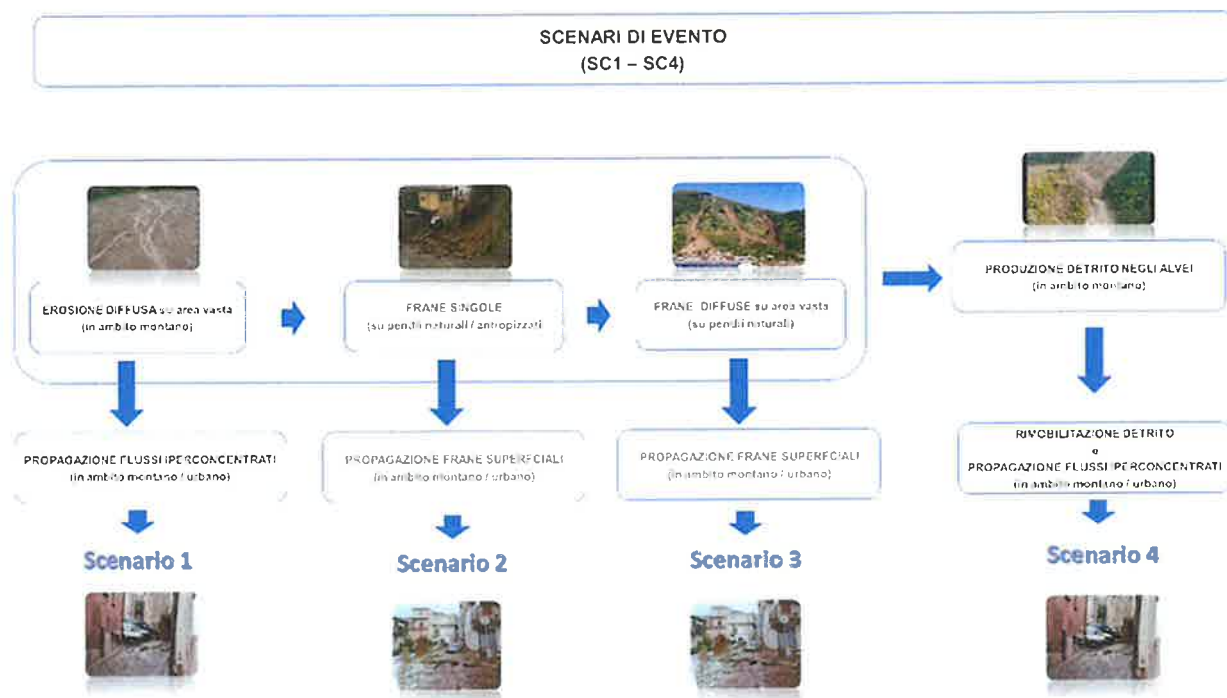 SCENARI DI EVENTO
(SC1 – SC4)
EROSIONE DIFFUSA su area vasta
(in ambito montano)
FRANE SINGOLE
(su pendii naturali / antropizzati)
FRANE DIFFUSE su area vasta
(su pendii naturali)
PRODUZIONE DETRITO NEGLI ALVEI
(in ambito montano)
PROPAGAZIONE FLUSSI IPERCONCENTRATI
(in ambito montano / urbano)
PROPAGAZIONE FRANE SUPERFCIALI
(in ambito montano / urbano)
PROPAGAZIONE FRANE SUPERFCIALI
(in ambito montano / urbano)
RIMOBILITAZIONE DETRITO
e
PROPAGAZIONE FLUSSI IPERCONCENTRATI
(in ambito montano / urbano)
Scenario 1
Scenario 2
Scenario 3
Scenario 4